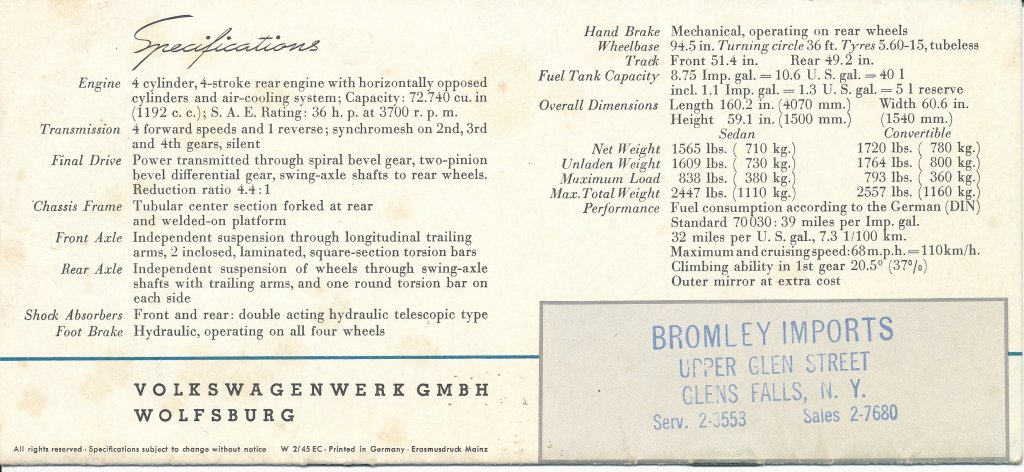 Specifications
Engine 4 cylinder, 4-stroke rear engine with horizontally opposed
cylinders and air-cooling system; Capacity: 72.740 cu. in
(1192 c. c.); S. A. E. Rating: 36 h. p. at 3700 r. p. m.
Transmission 4 forward speeds and 1 reverse; synchromesh on 2nd, 3rd
and 4th gears, silent
Final Drive Power transmitted through spiral bevel gear, two-pinion
bevel differential gear, swing-axle shafts to rear wheels.
Reduction ratio 4.4 : 1
Chassis Frame Tubular center section forked at rear
and welded-on platform
Front Axle Independent suspension through longitudinal trailing
arms, 2 inclosed, laminated, square-section torsion bars
Rear Axle Independent suspension of wheels through swing-axle
shafts with trailing arms, and one round torsion bar on
each side
Shock Absorbers Front and rear: double acting hydraulic telescopic type
Foot Brake Hydraulic, operating on all four wheels
VOLKSWAGENWERK GMBH
WOLFSBURG
All rights reserved · Specifications subject to change without notice W 2/45 EC · Printed in Germany · Erasmusdruck Mainz
Hand Brake Mechanical, operating on rear wheels
Wheelbase 94.5 in. Turning circle 36 ft. Tyres 5.60-15, tubeless
Track Front 51.4 in. Rear 49.2 in.
Fuel Tank Capacity 8.75 Imp. gal. = 10.6 U. S. gal. = 40 l
incl. 1.1 Imp. gal. = 1.3 U. S. gal. = 5 l reserve
Overall Dimensions Length 160.2 in. (4070 mm.) Width 60.6 in.
Height 59.1 in. (1500 mm.) (1540 mm.)
Sedan Convertible
Net Weight 1565 lbs. ( 710 kg.) 1720 lbs. ( 780 kg.)
Unladen Weight 1609 lbs. ( 730 kg.) 1764 lbs. ( 800 kg.)
Maximum Load 838 lbs. ( 380 kg.) 793 lbs. ( 360 kg.)
Max. Total Weight 2447 lbs. (1110 kg.) 2557 lbs. (1160 kg.)
Performance Fuel consumption according to the German (DIN)
Standard 70030: 39 miles per Imp. gal.
32 miles per U. S. gal., 7.3 1/100 km.
Maximum and cruising speed: 68 m.p.h. = 110 km/h.
Climbing ability in 1st gear 20.5° (37%)
Outer mirror at extra cost
BROMLEY IMPORTS
UPPER GLEN STREET
GLENS FALLS, N. Y.
Serv. 2-3553 Sales 2-7680